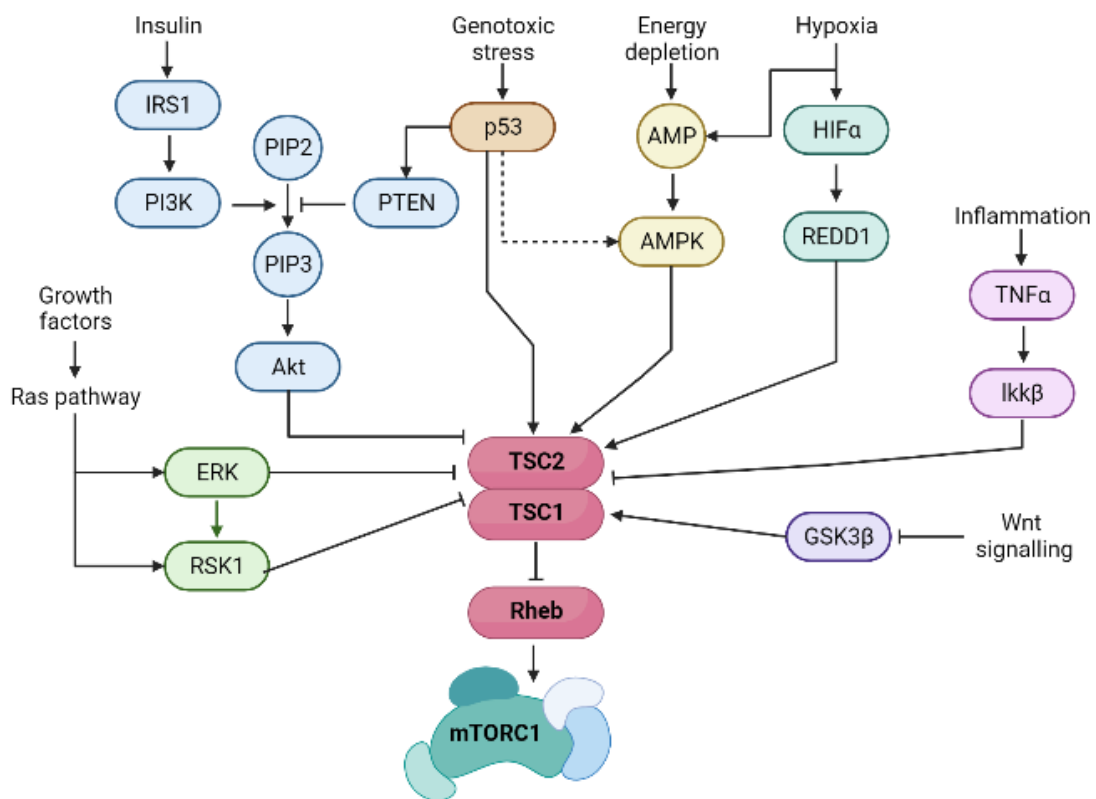 Insulin
Genotoxic
stress
Energy
depletion
Hypoxia
IRS1
PIP2
p53
AMP
HIFα
PI3K
PTEN
AMPK
REDD1
Inflammation
PIP3
TNFα
Growth
factors
Akt
Ikkβ
Ras pathway
ERK
TSC2
TSC1
RSK1
GSK3β
Wnt
signalling
Rheb
mTORC1